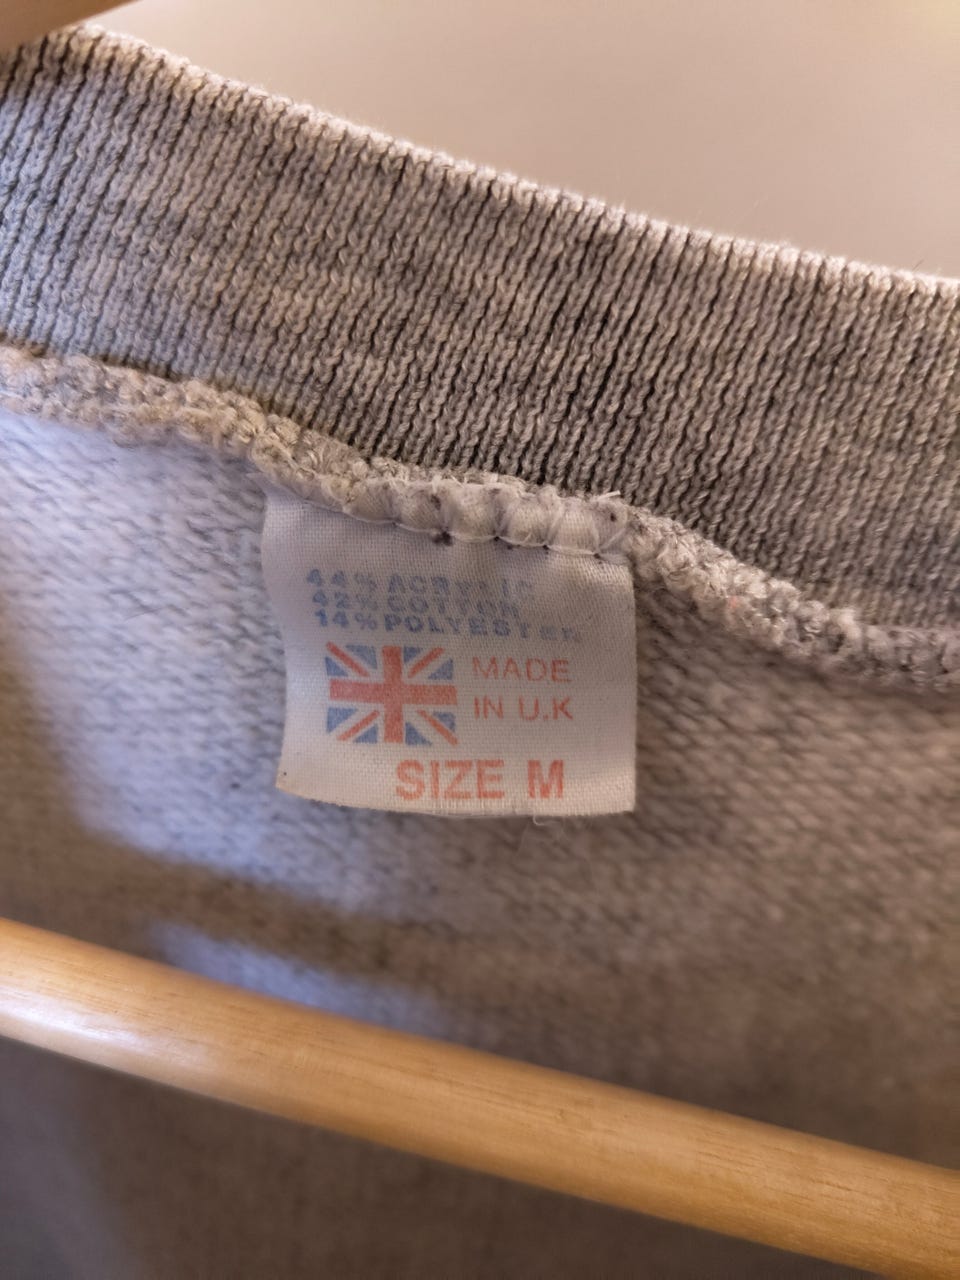 44% ACRYLIC
42% COTTON
14% POLYESTER
MADE
IN U.K
SIZE M